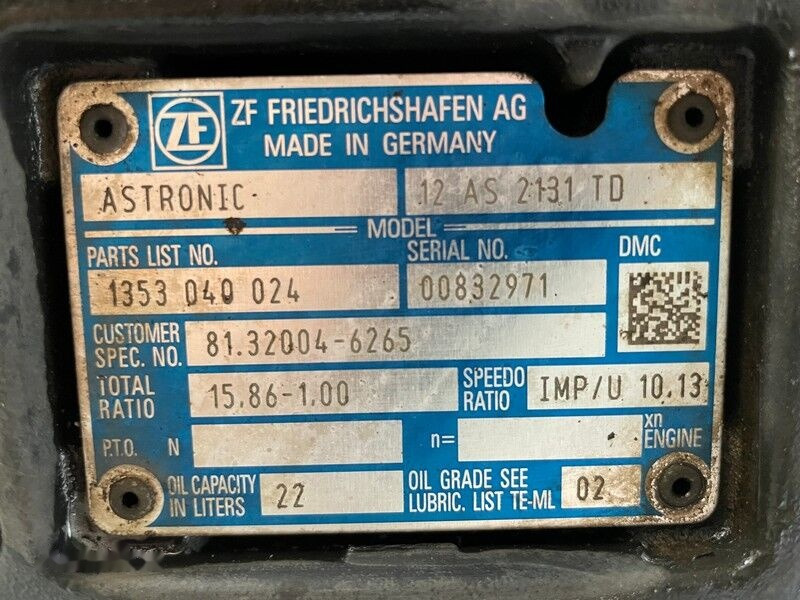 ZF FRIEDRICHSHAFEN AG
MADE IN GERMANY
ASTRONIC 12 AS 2131 TD
MODEL
PARTS LIST NO. SERIAL NO. DMC
1353 040 024 00832971
CUSTOMER SPEC. NO. 81.32004-6265
TOTAL RATIO 15.86-1.00 SPEEDO RATIO IMP/U 10.13
P.T.O. N n= xn ENGINE
OIL CAPACITY IN LITERS 22 OIL GRADE SEE LUBRIC. LIST TE-ML 02